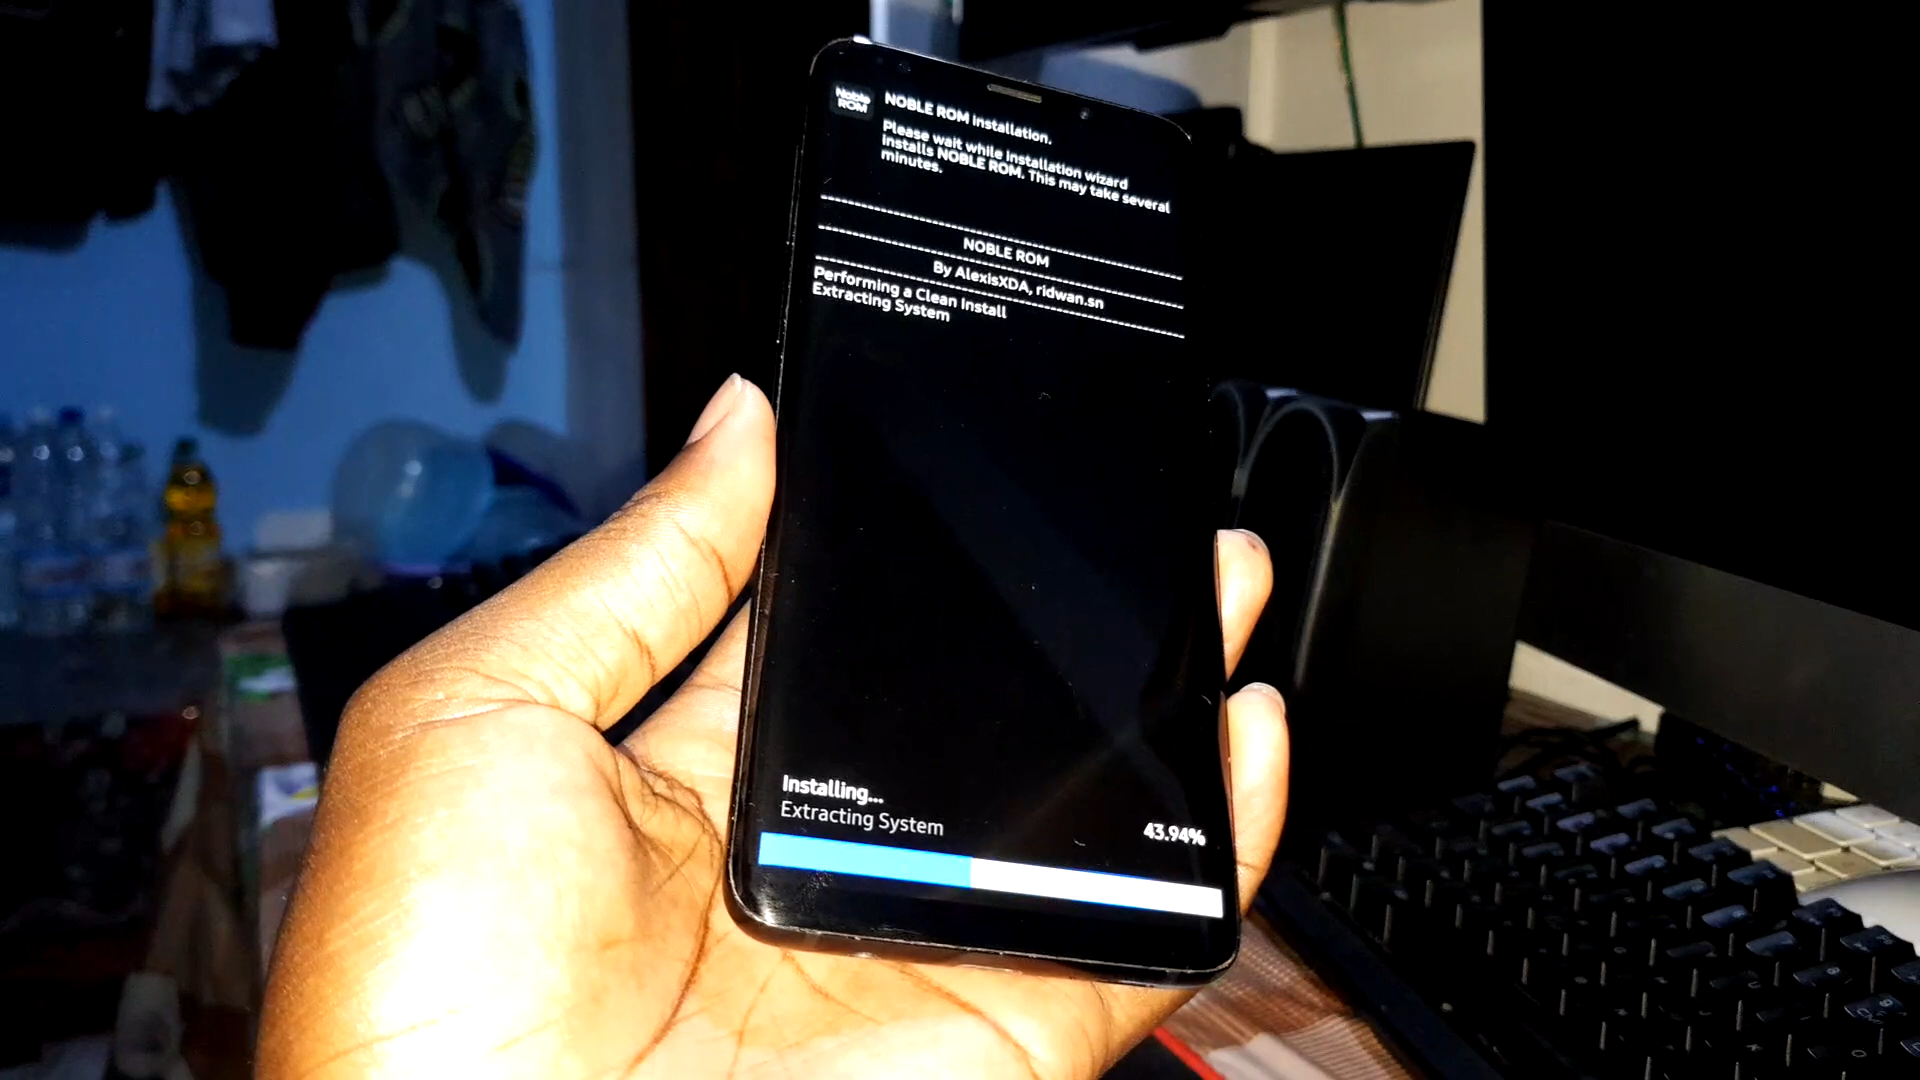 Noble
ROM
NOBLE ROM installation.
Please wait while installation wizard
installs NOBLE ROM. This may take several
minutes.
--------------------------------------------------
--------------------------------------------------
NOBLE ROM
By AlexisXDA, ridwan.sn
--------------------------------------------------
Performing a Clean Install
Extracting System
Installing...
Extracting System
43.94%